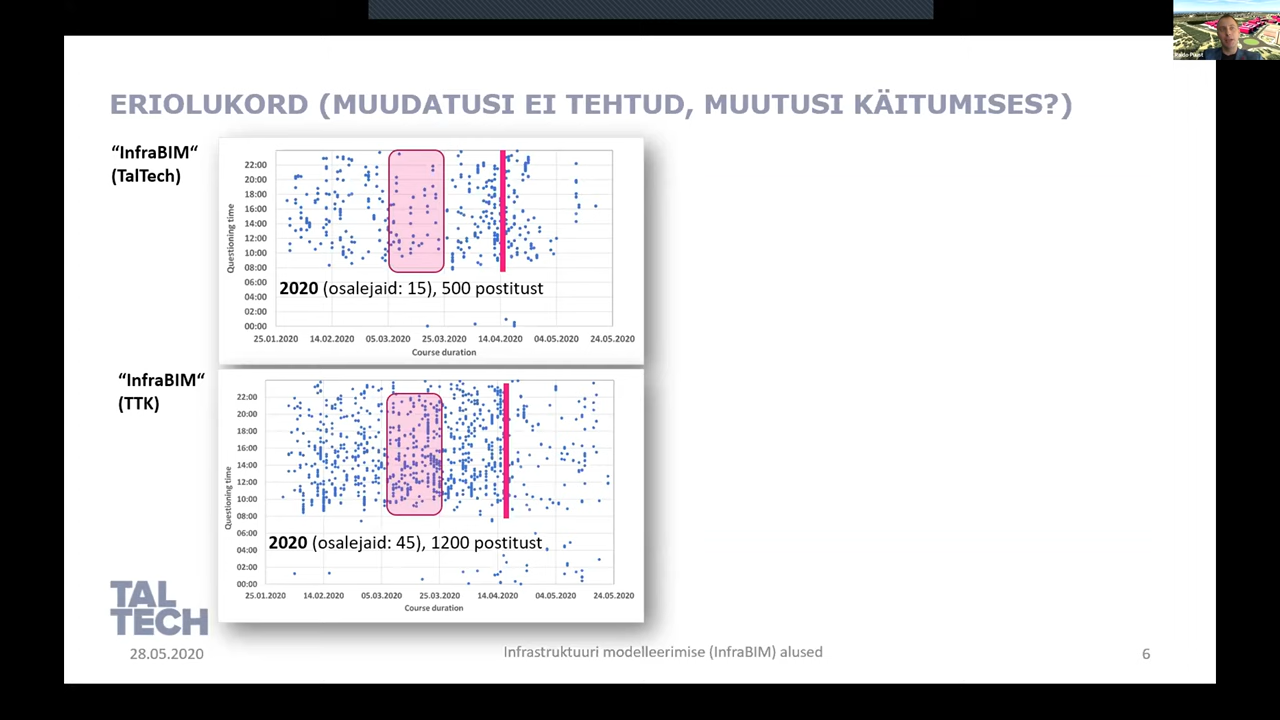 ERIOLUKORD (MUUDATUSI EI TEHTUD, MUUTUSI KÄITUMISES?)
“InfraBIM“
(TalTech)
Questioning time
22:00
20:00
18:00
16:00
14:00
12:00
10:00
08:00
06:00
04:00
02:00
00:00
2020 (osalejaid: 15), 500 postitust
25.01.2020 14.02.2020 05.03.2020 25.03.2020 14.04.2020 04.05.2020 24.05.2020
Course duration
“InfraBIM“
(TTK)
Questioning time
22:00
20:00
18:00
16:00
14:00
12:00
10:00
08:00
06:00
04:00
02:00
00:00
2020 (osalejaid: 45), 1200 postitust
25.01.2020 14.02.2020 05.03.2020 25.03.2020 14.04.2020 04.05.2020 24.05.2020
Course duration
TAL
TECH
28.05.2020
Infrastruktuuri modelleerimise (InfraBIM) alused
6